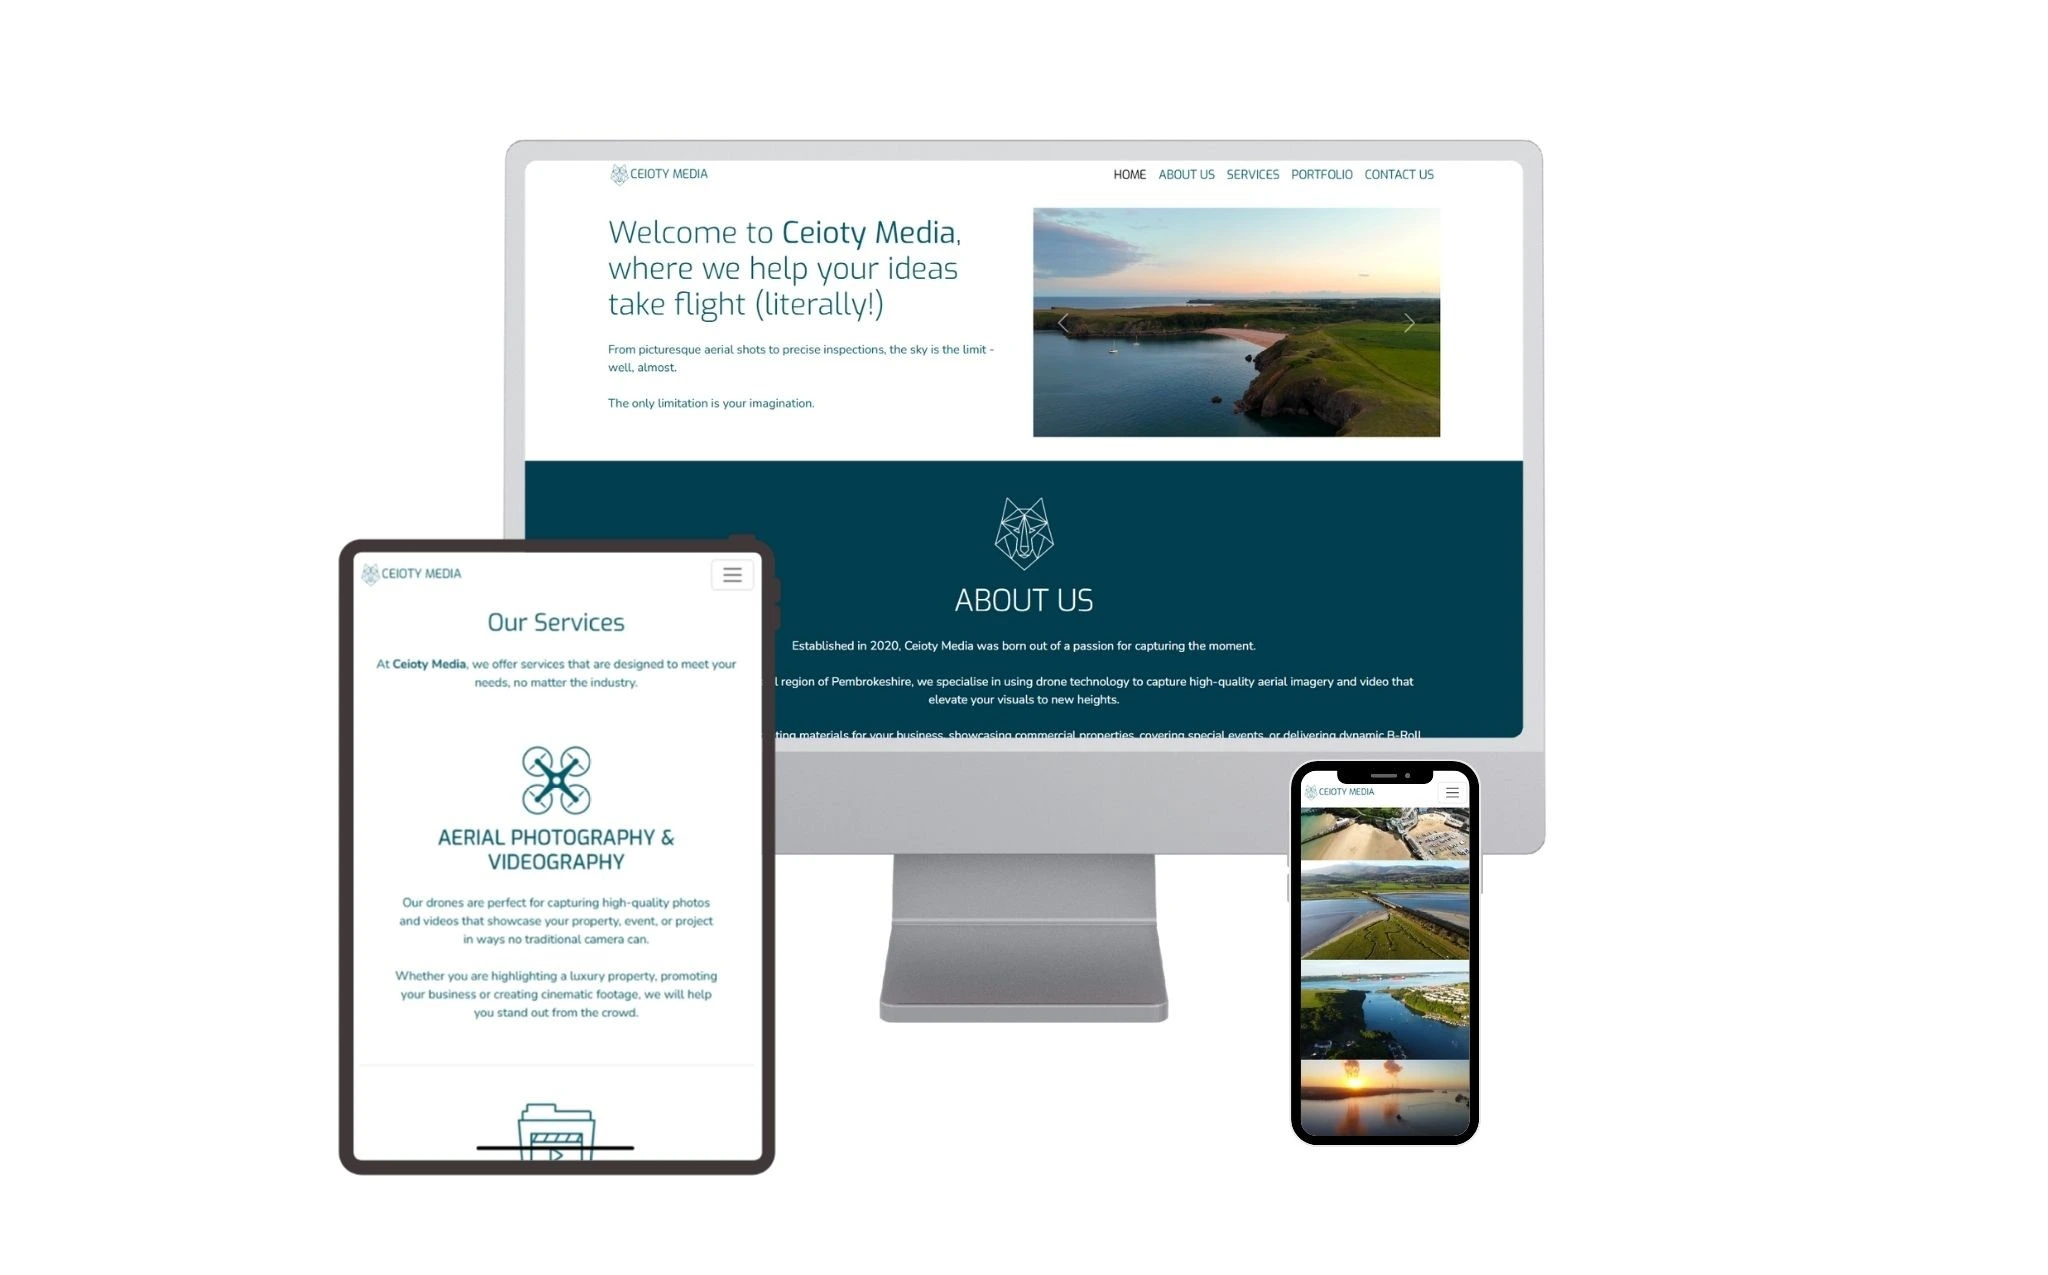 CEIOTY MEDIA
HOME ABOUT US SERVICES PORTFOLIO CONTACT US
Welcome to Ceioty Media,
where we help your ideas
take flight (literally!)
From picturesque aerial shots to precise inspections, the sky is the limit -
well, almost.
The only limitation is your imagination.
ABOUT US
Established in 2020, Ceioty Media was born out of a passion for capturing the moment.
region of Pembrokeshire, we specialise in using drone technology to capture high-quality aerial imagery and video that
elevate your visuals to new heights.
materials for your business, showcasing commercial properties, covering special events, or delivering dynamic B-Roll
CEIOTY MEDIA
Our Services
At Ceioty Media, we offer services that are designed to meet your
needs, no matter the industry.
AERIAL PHOTOGRAPHY &
VIDEOGRAPHY
Our drones are perfect for capturing high-quality photos
and videos that showcase your property, event, or project
in ways no traditional camera can.
Whether you are highlighting a luxury property, promoting
your business or creating cinematic footage, we will help
you stand out from the crowd.
CEIOTY MEDIA